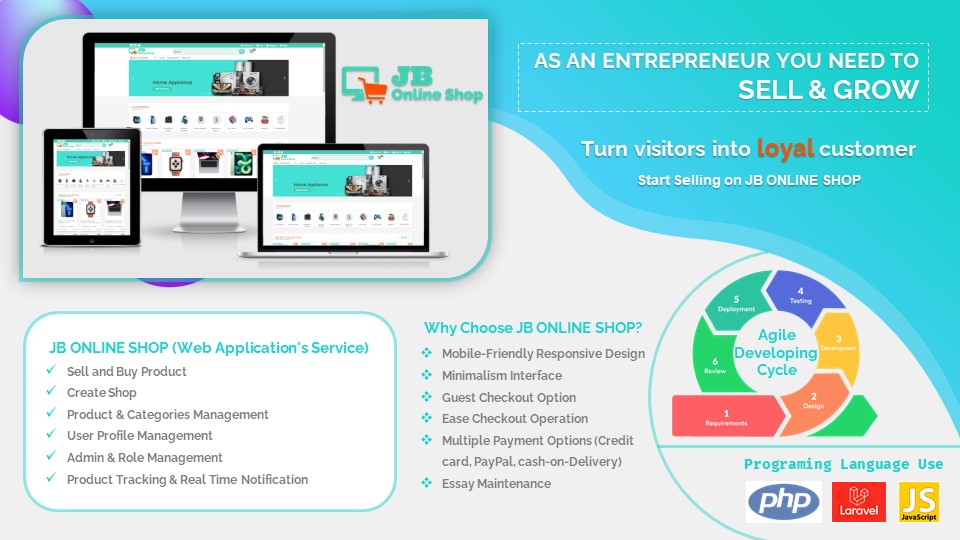 JB
Online Shop
Home Appliance
Home Appliance
Home Appliance
AS AN ENTREPRENEUR YOU NEED TO
SELL & GROW
Turn visitors into loyal customer
Start Selling on JB ONLINE SHOP
JB ONLINE SHOP (Web Application's Service)
Sell and Buy Product
Create Shop
Product & Categories Management
User Profile Management
Admin & Role Management
Product Tracking & Real Time Notification
Why Choose JB ONLINE SHOP?
Mobile-Friendly Responsive Design
Minimalism Interface
Guest Checkout Option
Ease Checkout Operation
Multiple Payment Options (Credit
card, PayPal, cash-on-Delivery)
Essay Maintenance
Agile
Developing
Cycle
1
Requirements
2
Design
3
Development
4
Testing
5
Deployment
6
Review
Programing Language Use
php
Laravel
JS
JavaScript